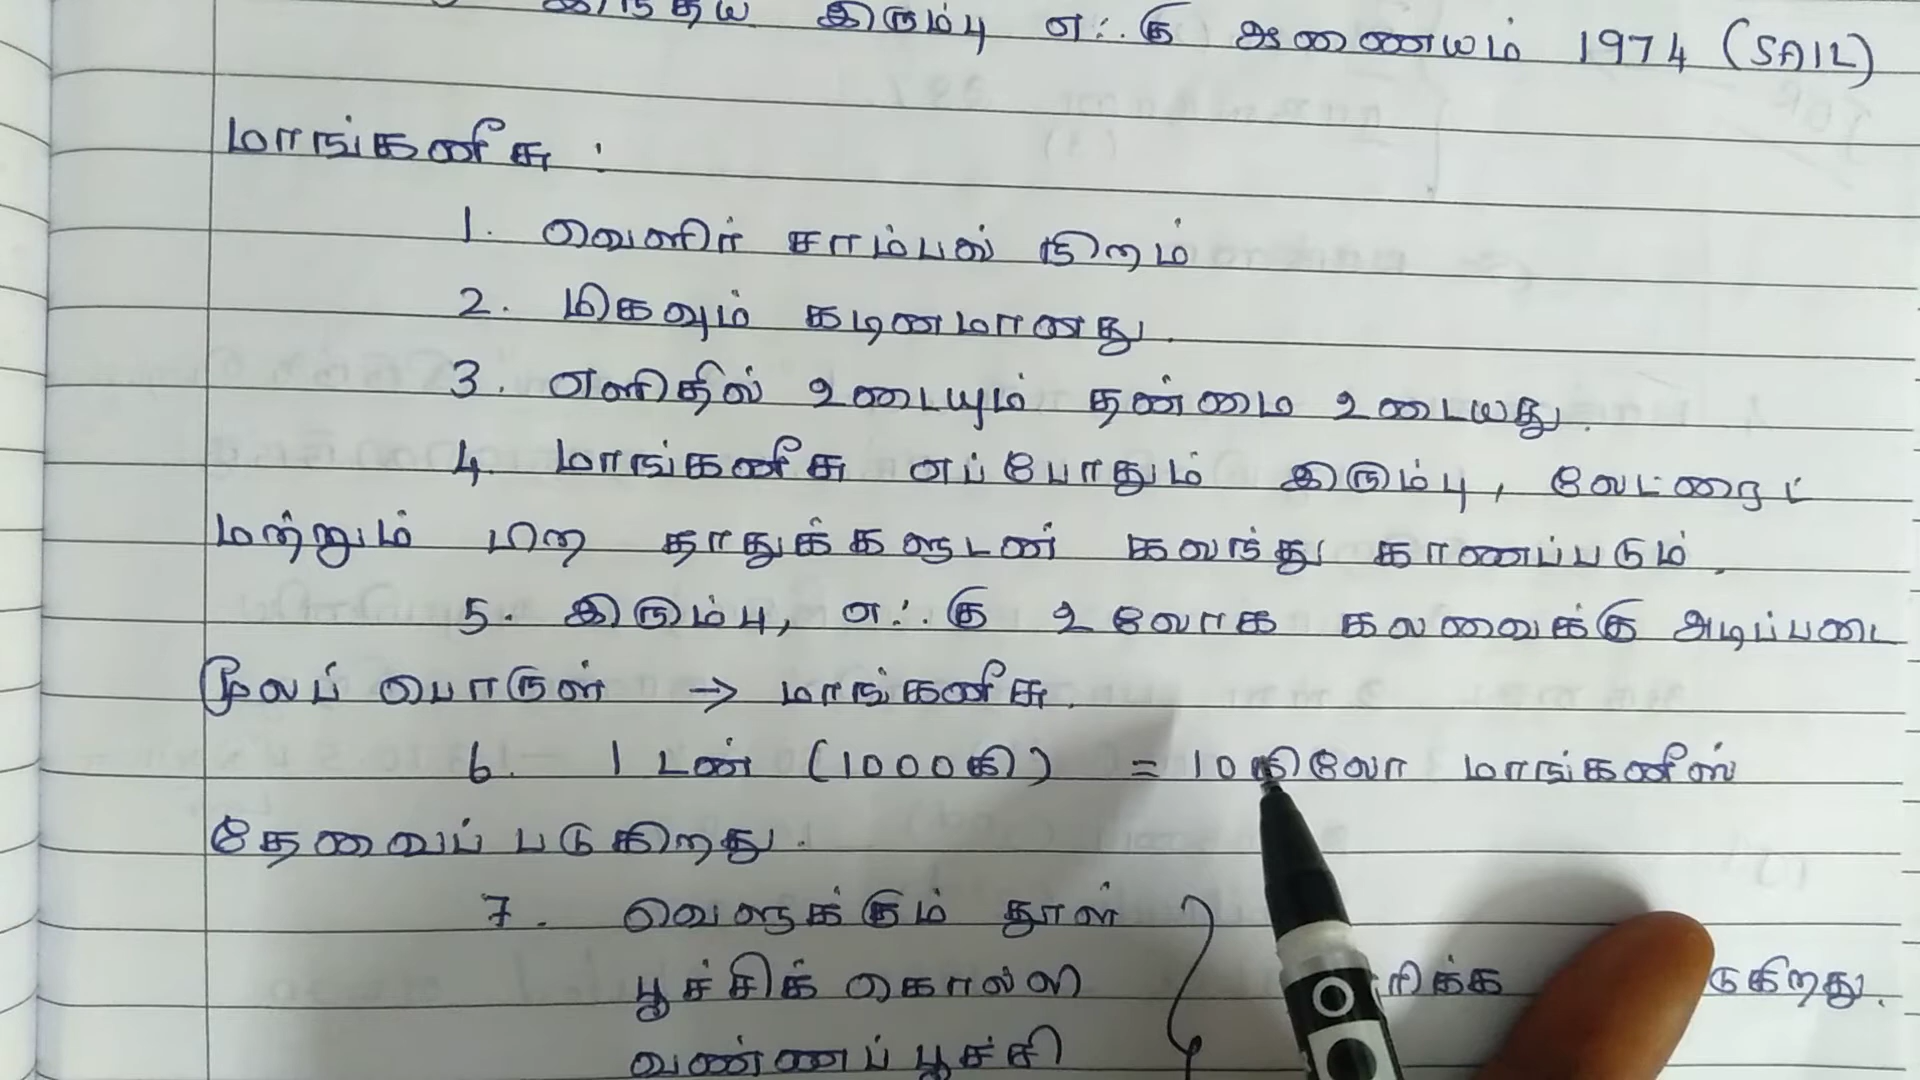 இந்திய இரும்பு எஃகு ஆணையம் 1974 (SAIL)
மாங்கனீசு :
1. வெளிர் சாம்பல் நிறம்
2. மிகவும் கடினமானது.
3. எளிதில் உடையும் தன்மை உடையது.
4. மாங்கனீசு எப்போதும் இரும்பு, லேட்ரைட்
மற்றும் பிற தாதுக்களுடன் கலந்து காணப்படும்.
5. இரும்பு, எஃகு உலோக கலவைக்கு அடிப்படை
மூலப் பொருள் → மாங்கனீசு.
6. 1 டன் (1000கி) = 10 கிலோ மாங்கனீஸ்
தேவைப் படுகிறது.
7. வெளுக்கும் தூள்
பூச்சிக் கொல்லி ரிக்க டுகிறது.
வண்ணப் பூச்சி